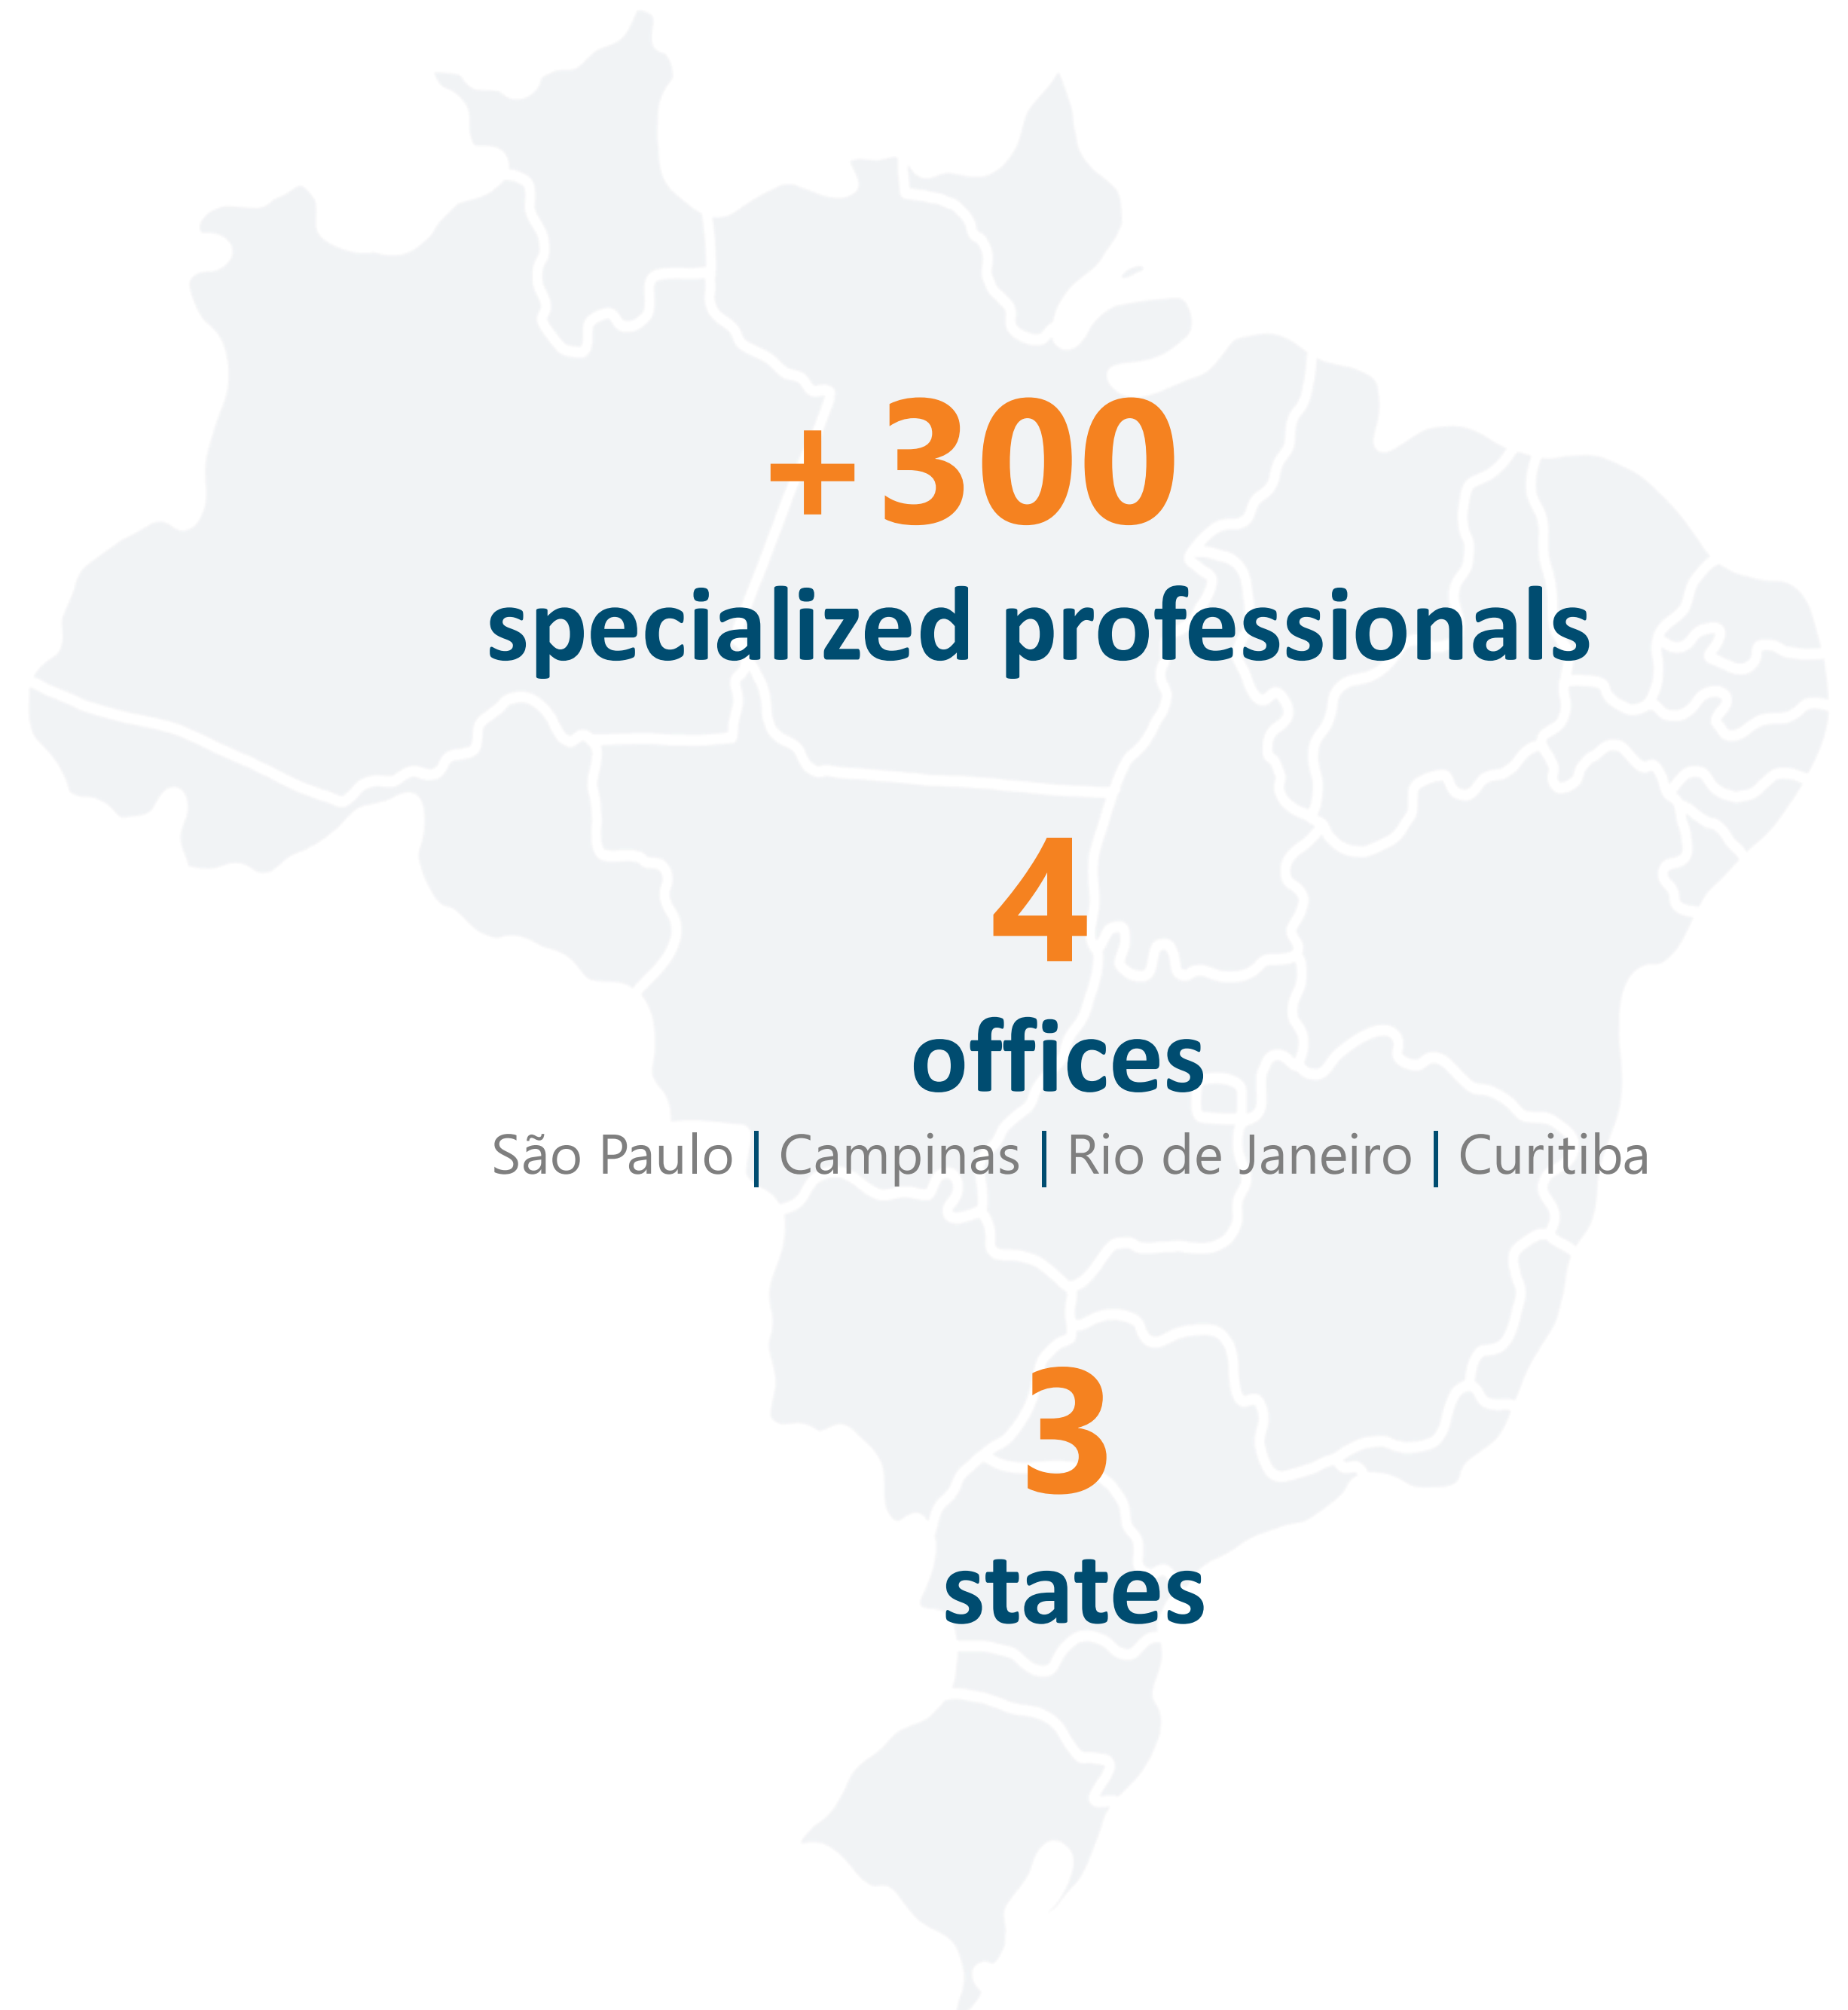 +300
specialized professionals
4
offices
São Paulo | Campinas | Rio de Janeiro | Curitiba
3
states